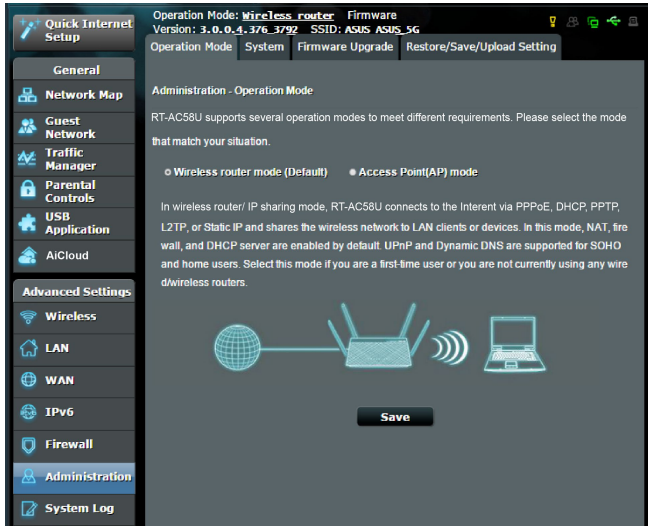 Quick Internet
Setup
Operation Mode: Wireless router Firmware
Version: 3.0.0.4.376_3792 SSID: ASUS ASUS_5G
Operation Mode System Firmware Upgrade Restore/Save/Upload Setting
General
Network Map
Guest
Network
Traffic
Manager
Parental
Controls
USB
Application
AiCloud
Advanced Settings
Wireless
LAN
WAN
IPv6
Firewall
Administration
System Log
Administration - Operation Mode
RT-AC58U supports several operation modes to meet different requirements. Please select the mode
that match your situation.
Wireless router mode (Default) Access Point(AP) mode
In wireless router/ IP sharing mode, RT-AC58U connects to the Interent via PPPoE, DHCP, PPTP,
L2TP, or Static IP and shares the wireless network to LAN clients or devices. In this mode, NAT, fire
wall, and DHCP server are enabled by default. UPnP and Dynamic DNS are supported for SOHO
and home users. Select this mode if you are a first-time user or you are not currently using any wire
d/wireless routers.
Save